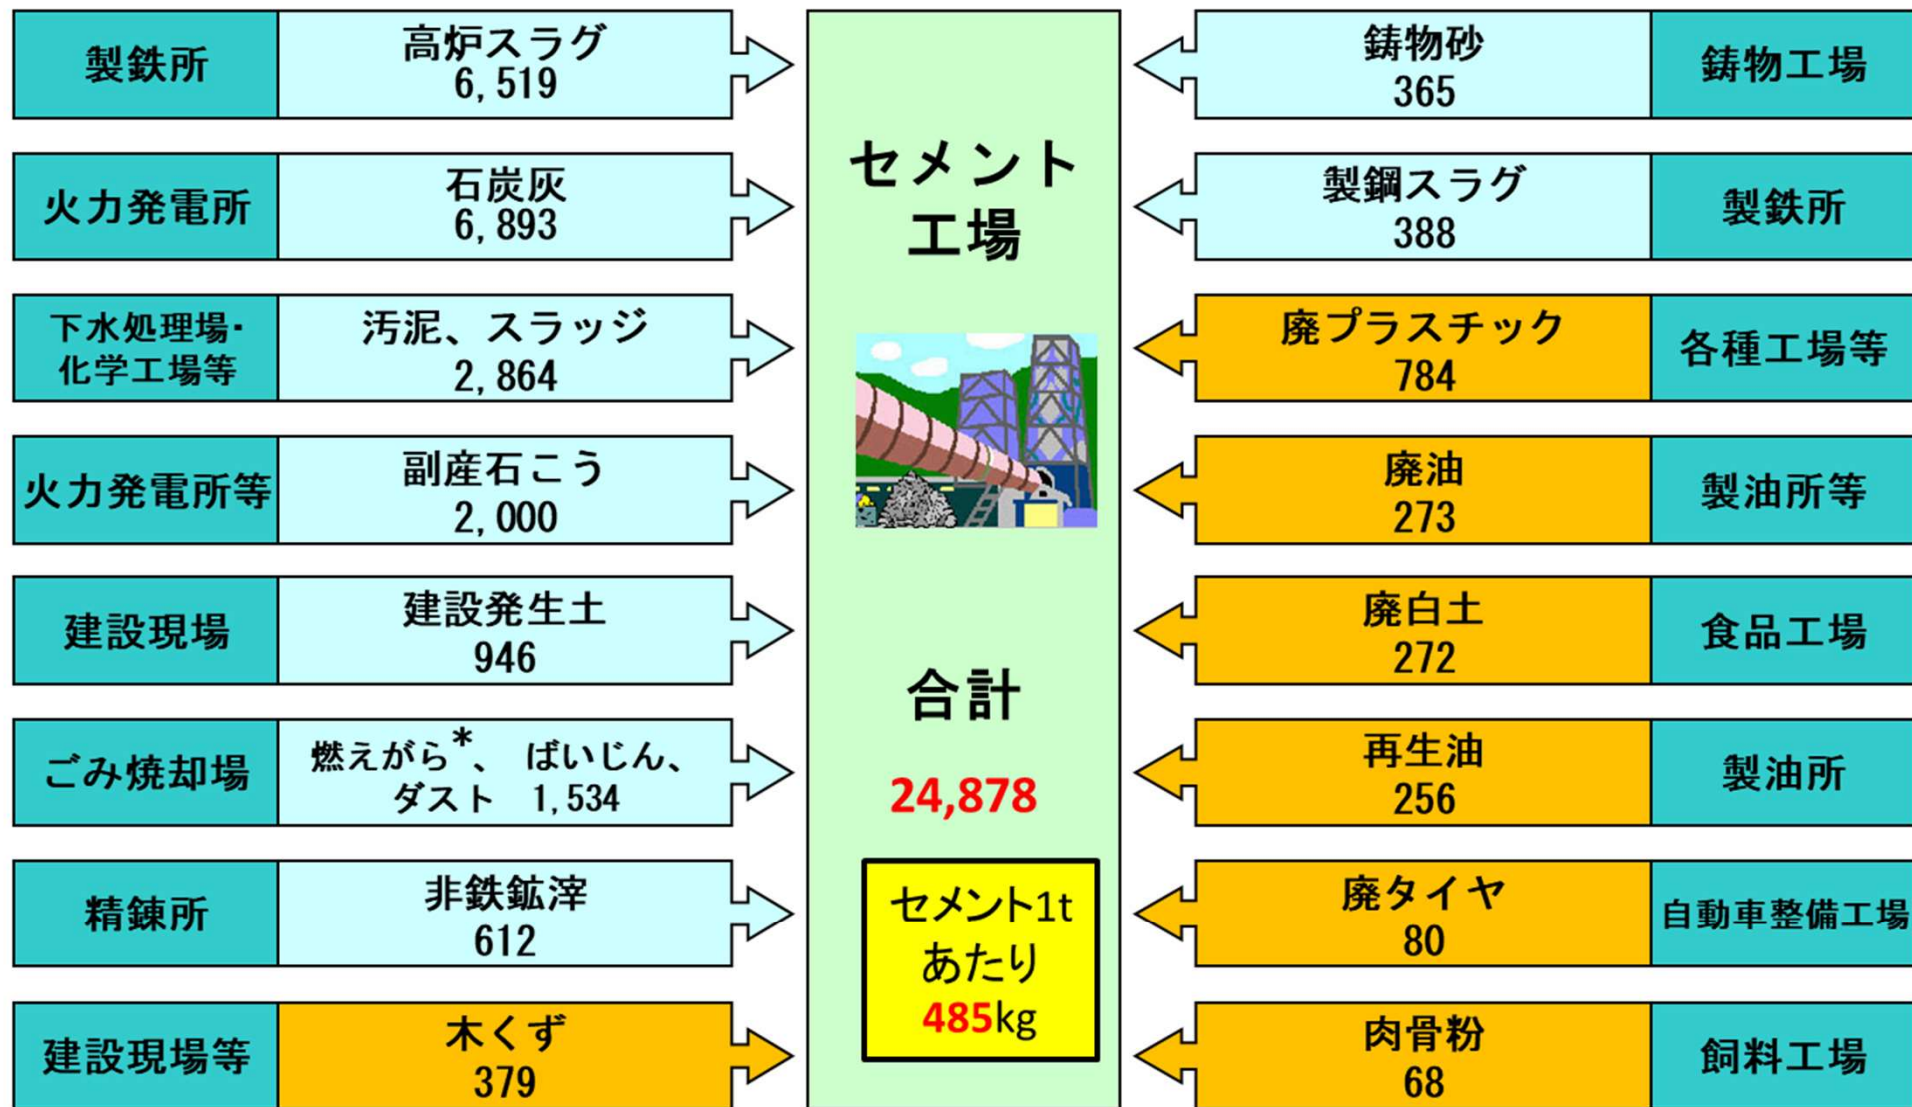 製鉄所
高炉スラグ
6,519
火力発電所
石炭灰
6,893
下水処理場・
化学工場等
汚泥、スラッジ
2,864
火力発電所等
副産石こう
2,000
建設現場
建設発生土
946
ごみ焼却場
燃えがら*、 ばいじん、
ダスト 1,534
精錬所
非鉄鉱滓
612
建設現場等
木くず
379
セメント
工場
合計
24,878
セメント1t
あたり
485kg
鋳物砂
365
鋳物工場
製鋼スラグ
388
製鉄所
廃プラスチック
784
各種工場等
廃油
273
製油所等
廃白土
272
食品工場
再生油
256
製油所
廃タイヤ
80
自動車整備工場
肉骨粉
68
飼料工場